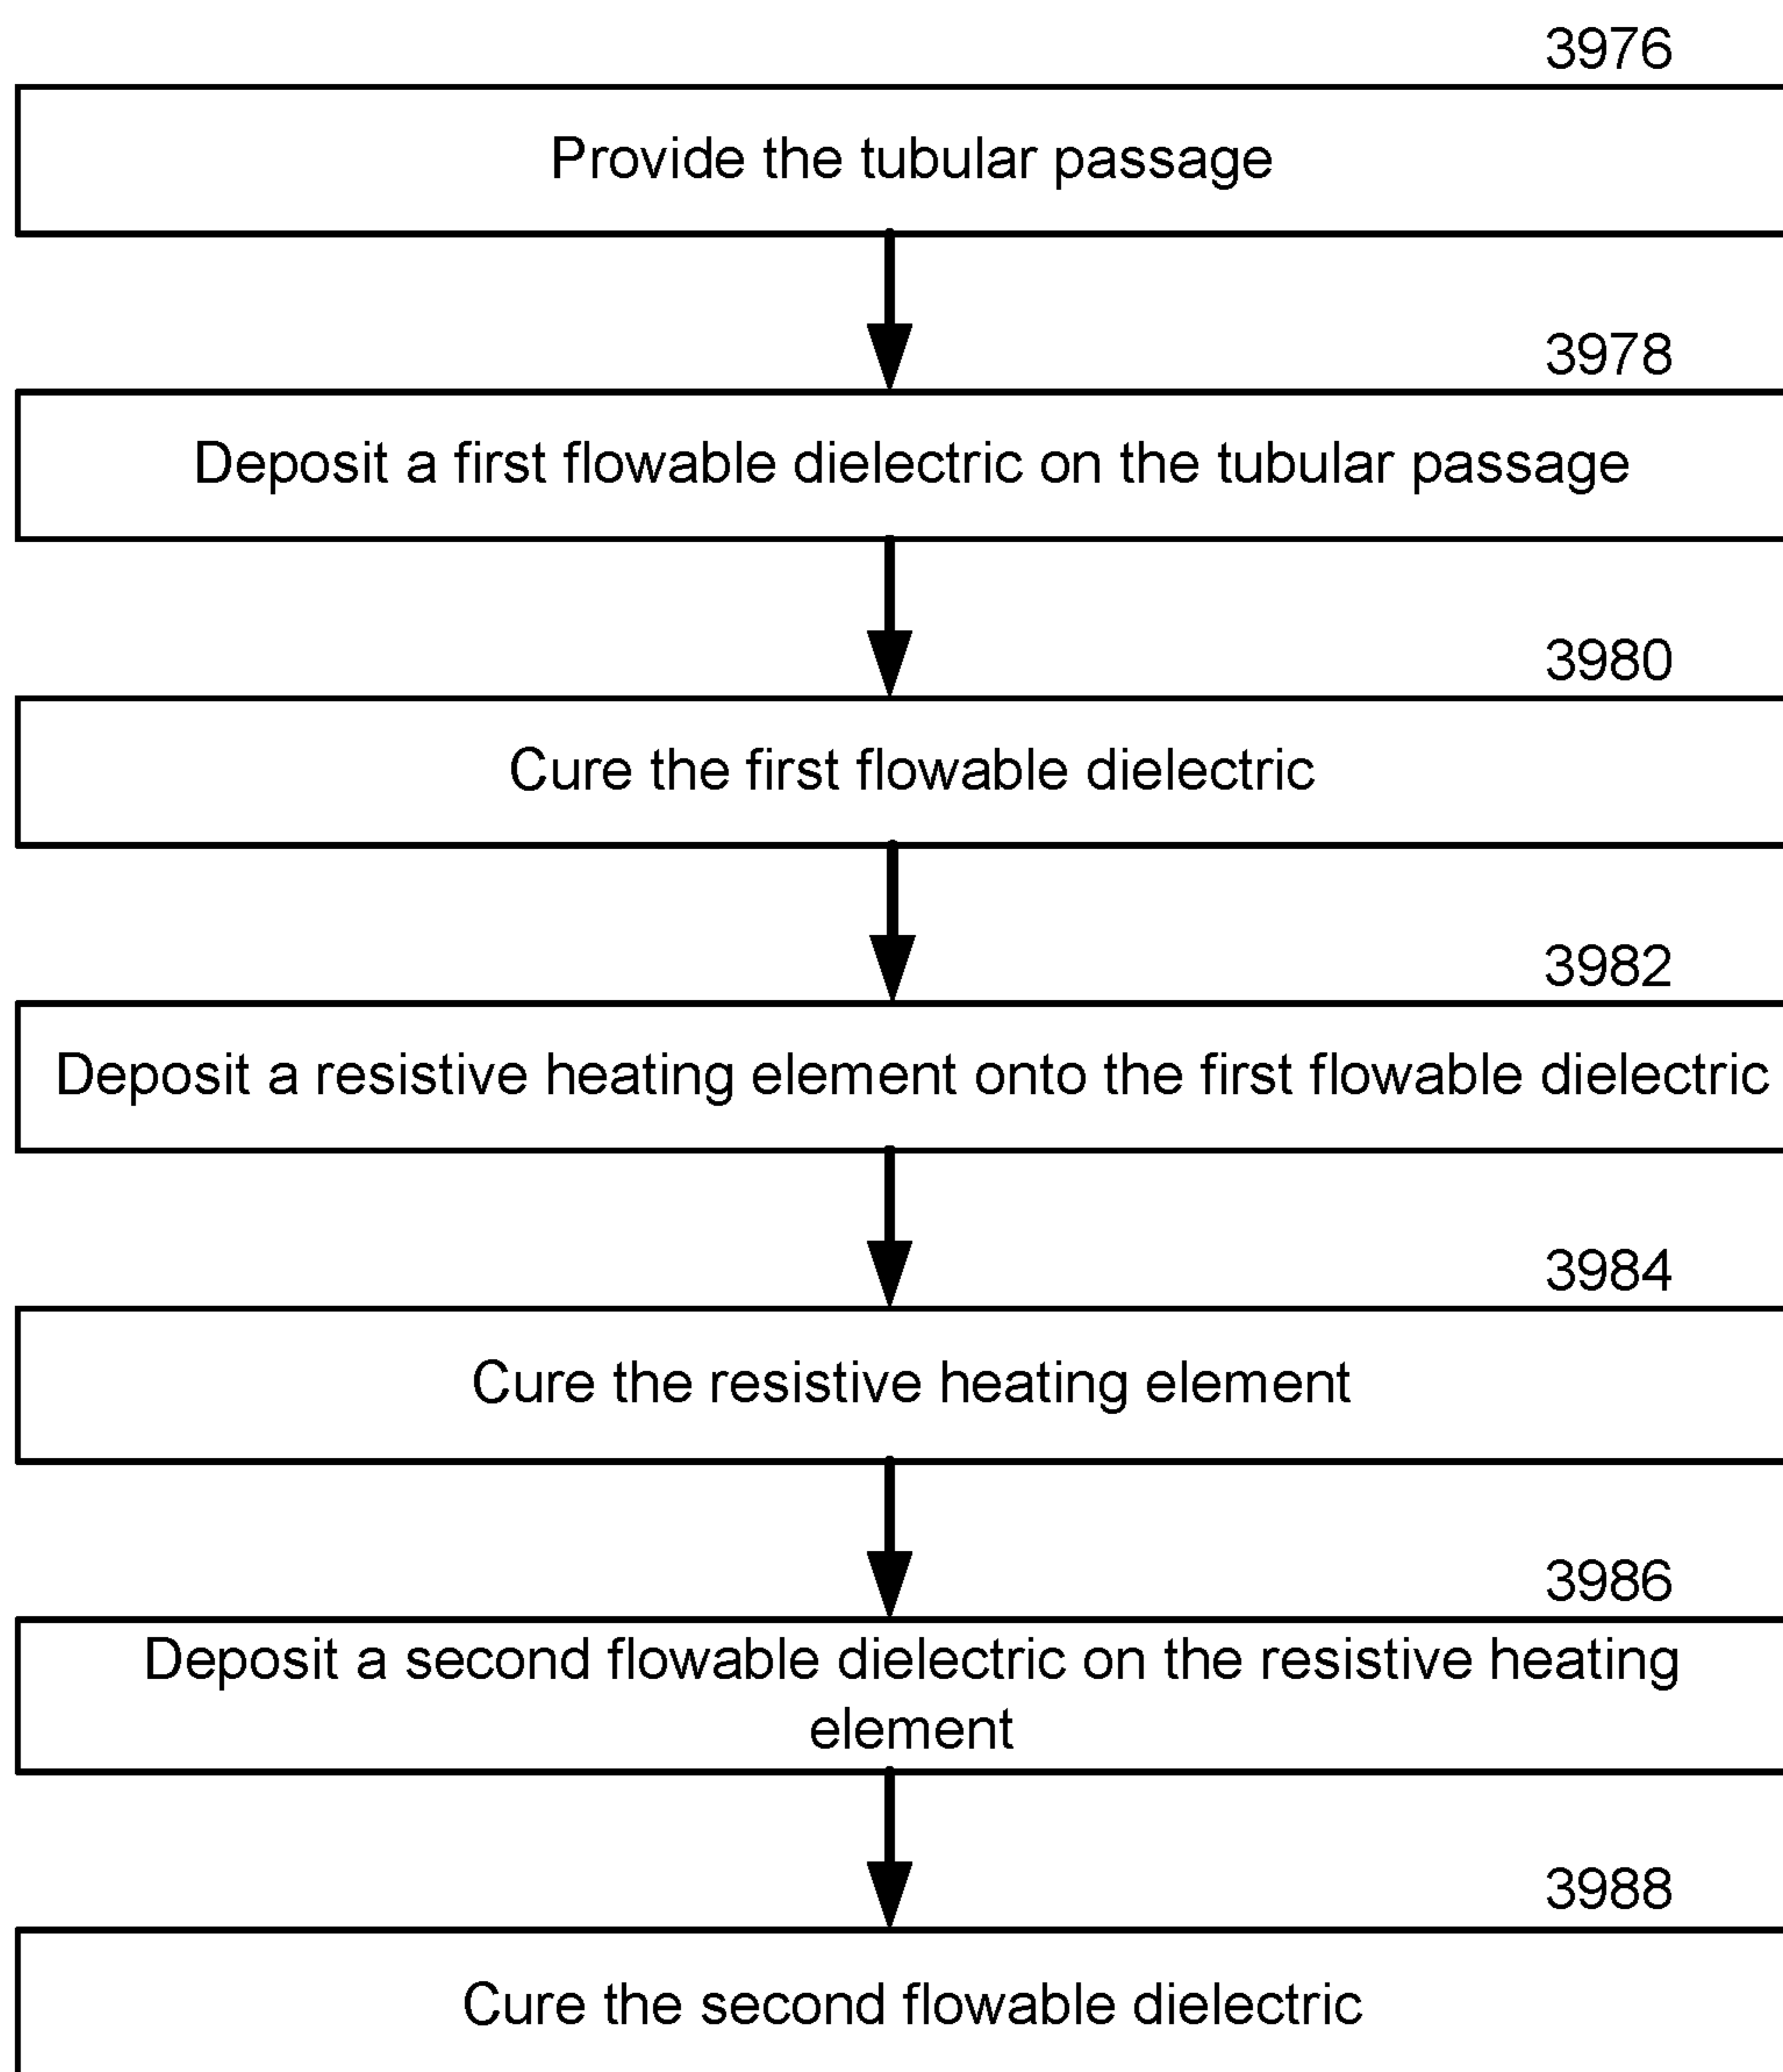 3976
Provide the tubular passage
3978
Deposit a first flowable dielectric on the tubular passage
3980
Cure the first flowable dielectric
3982
Deposit a resistive heating element onto the first flowable dielectric
3984
Cure the resistive heating element
3986
Deposit a second flowable dielectric on the resistive heating
element
3988
Cure the second flowable dielectric